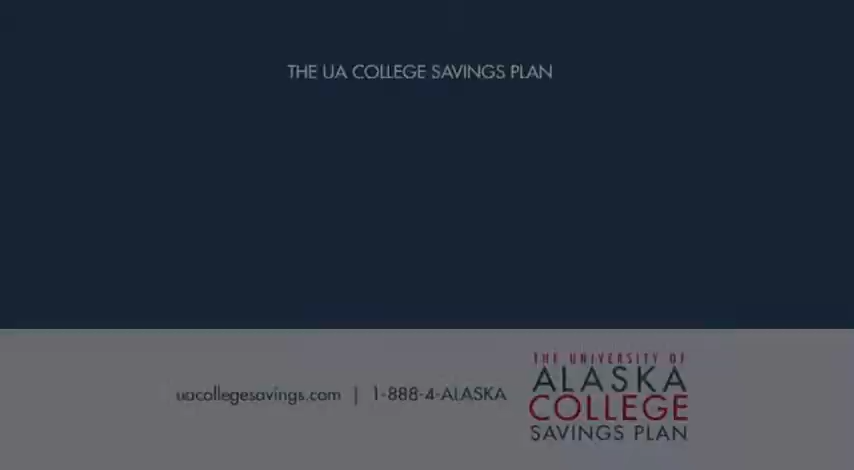 THE UA COLLEGE SAVINGS PLAN
uacollegesavings.com | 1-888-4-ALASKA
THE UNIVERSITY OF
ALASKA
COLLEGE
SAVINGS PLAN